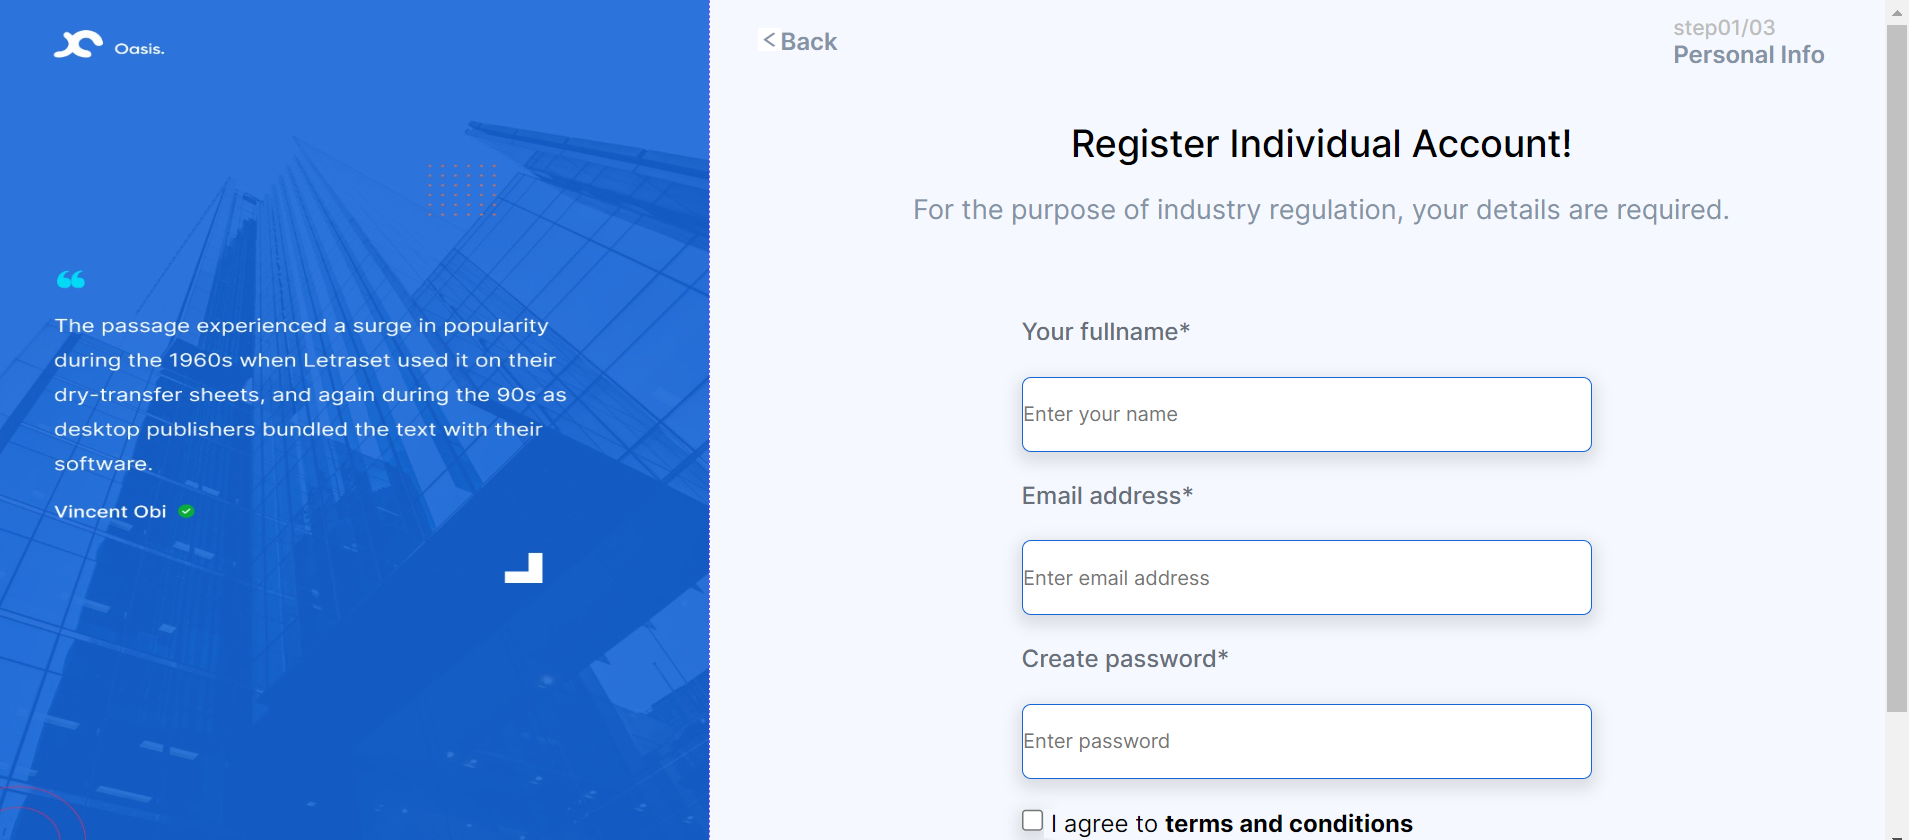 Oasis.
The passage experienced a surge in popularity
during the 1960s when Letraset used it on their
dry-transfer sheets, and again during the 90s as
desktop publishers bundled the text with their
software.
Vincent Obi
< Back
step01/03
Personal Info
Register Individual Account!
For the purpose of industry regulation, your details are required.
Your fullname*
Enter your name
Email address*
Enter email address
Create password*
Enter password
I agree to terms and conditions